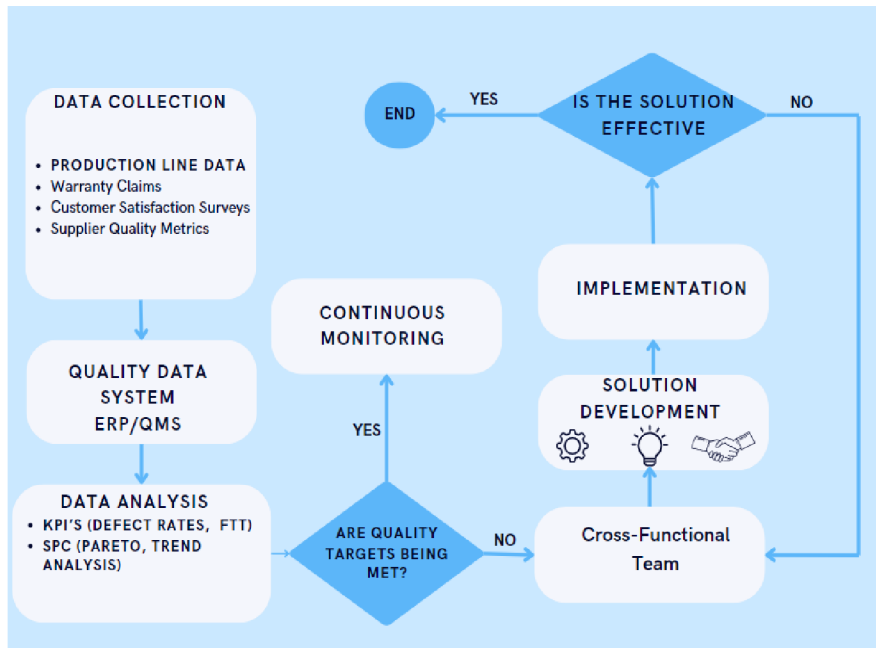 DATA COLLECTION
• PRODUCTION LINE DATA
• Warranty Claims
• Customer Satisfaction Surveys
• Supplier Quality Metrics
QUALITY DATA
SYSTEM
ERP/QMS
DATA ANALYSIS
• KPI'S (DEFECT RATES, FTT)
• SPC (PARETO, TREND
ANALYSIS)
ARE QUALITY
TARGETS BEING
MET?
YES
CONTINUOUS
MONITORING
NO
Cross-Functional
Team
SOLUTION
DEVELOPMENT
IMPLEMENTATION
IS THE SOLUTION
EFFECTIVE
YES
END
NO